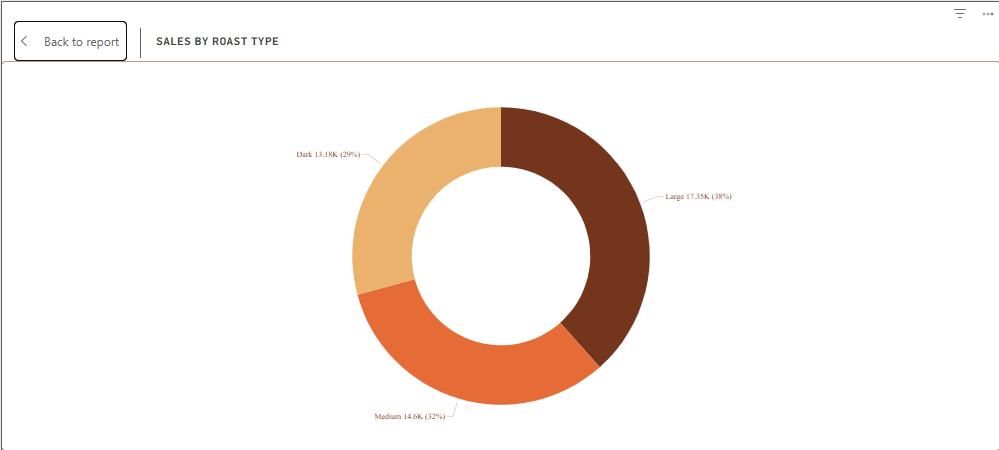 Back to report
SALES BY ROAST TYPE
Dark 13.18K (29%)
Large 17.35K (38%)
Medium 14.6K (32%)